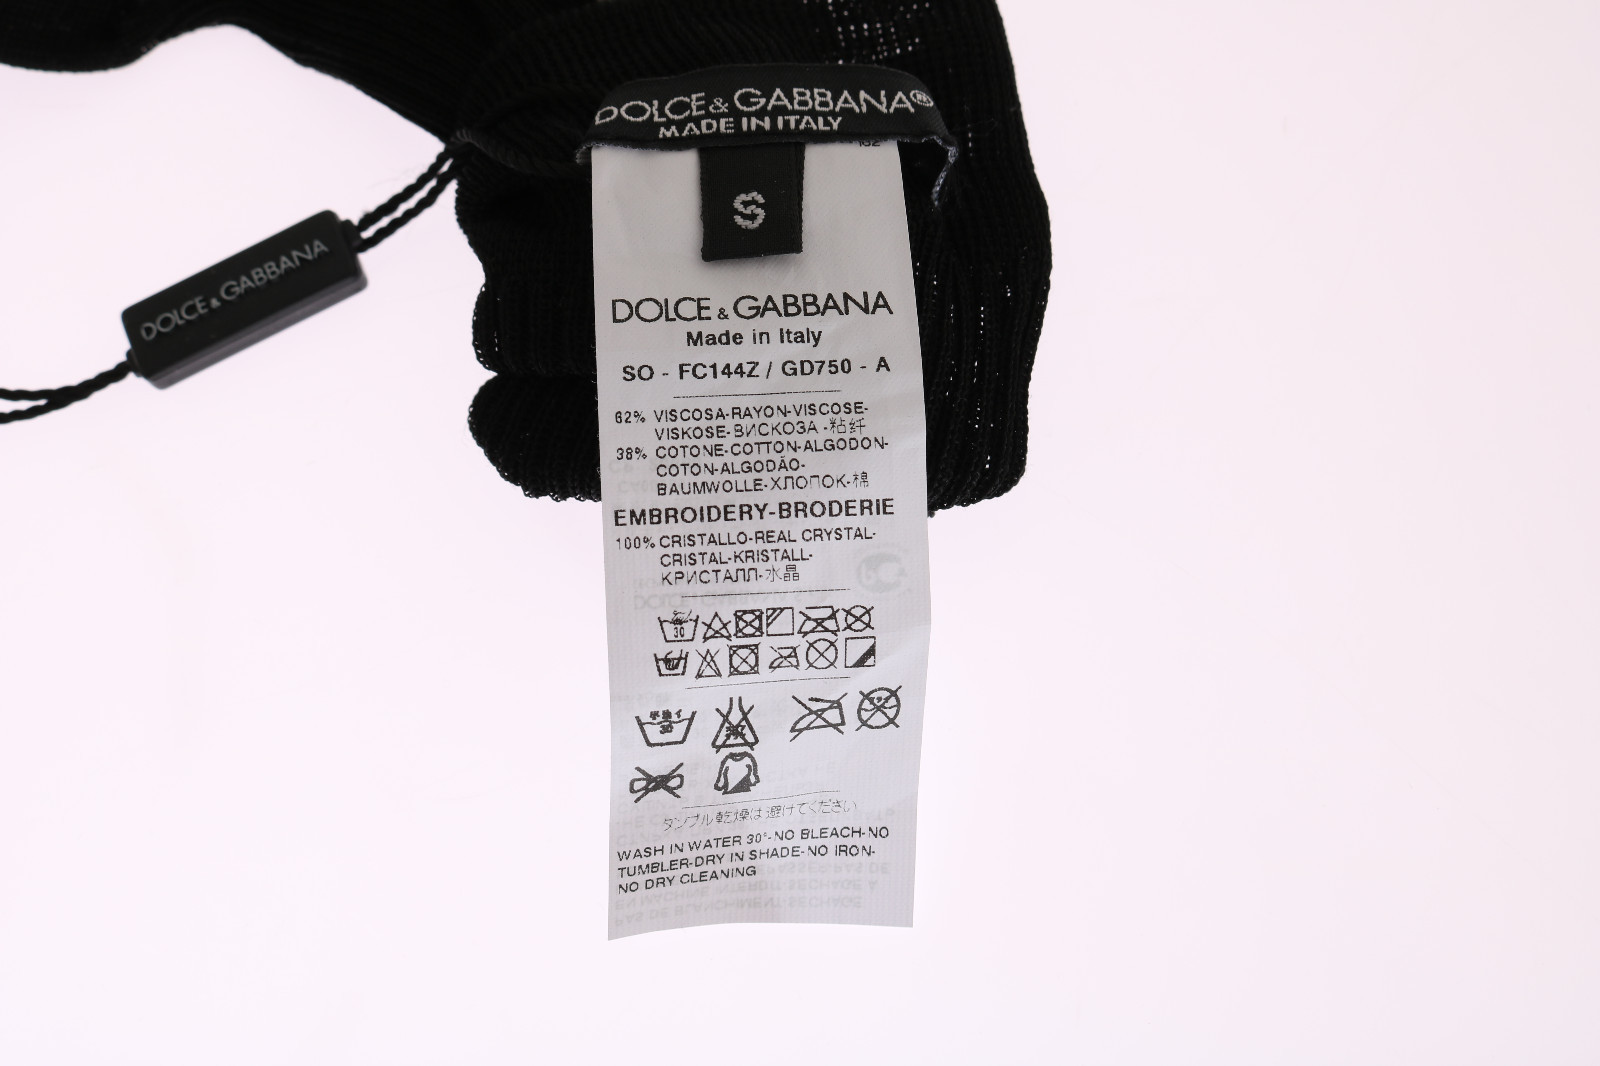 DOLCE & GABBANA®
MADE IN ITALY
S
DOLCE & GABBANA
DOLCE & GABBANA
Made in Italy
SO - FC144Z / GD750 - A
62% VISCOSA-RAYON-VISCOSE-
VISKOSE-ВИСКОЗА-粘纤
38% COTONE-COTTON-ALGODON-
COTON-ALGODÃO-
BAUMWOLLE-ХЛОПОК-棉
EMBROIDERY-BRODERIE
100% CRISTALLO-REAL CRYSTAL-
CRISTAL-KRISTALL-
КРИСТАЛЛ-水晶
30
30
タンブル乾燥は避けてください
WASH IN WATER 30°-NO BLEACH-NO
TUMBLER-DRY IN SHADE-NO IRON-
NO DRY CLEANING